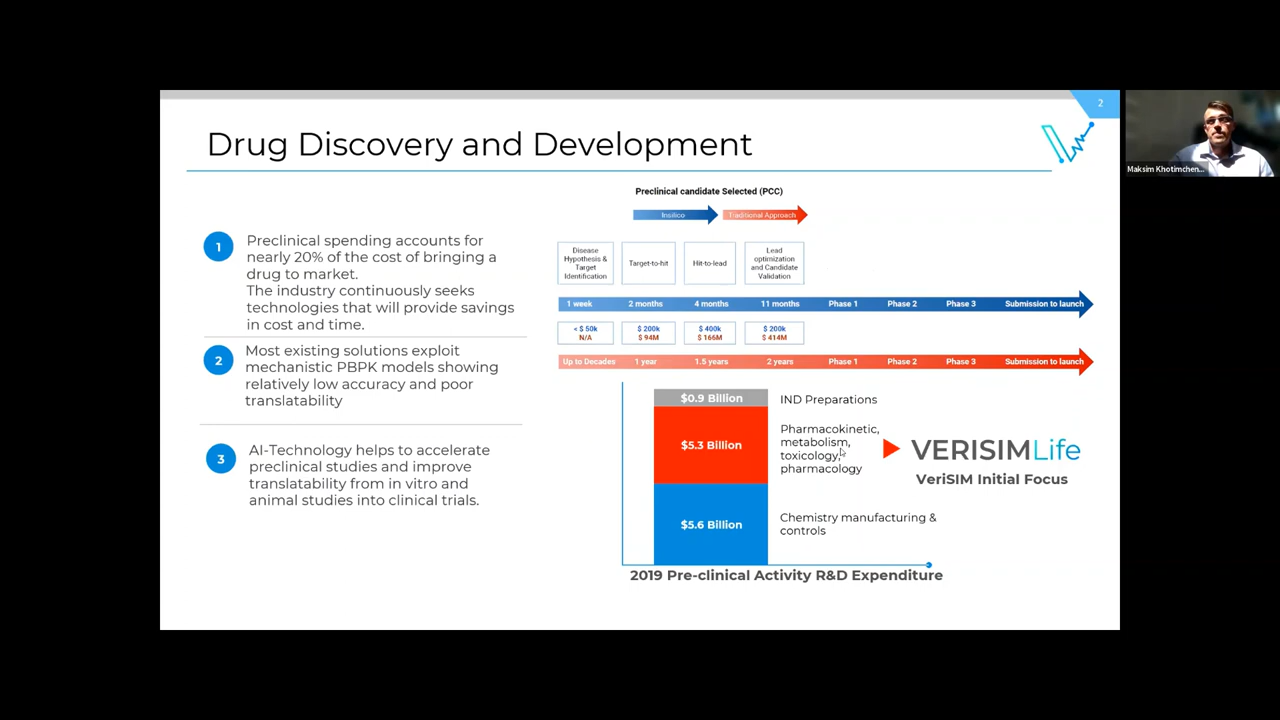 2
Drug Discovery and Development
Maksim Khotimchen...
1
Preclinical spending accounts for
nearly 20% of the cost of bringing a
drug to market.
The industry continuously seeks
technologies that will provide savings
in cost and time.
2
Most existing solutions exploit
mechanistic PBPK models showing
relatively low accuracy and poor
translatability
3
AI-Technology helps to accelerate
preclinical studies and improve
translatability from in vitro and
animal studies into clinical trials.
Preclinical candidate Selected (PCC)
Insilico
Traditional Approach
Disease
Hypothesis &
Target
Identification
Target-to-hit
Hit-to-lead
Lead
optimization
and Candidate
Validation
1 week 2 months 4 months 11 months Phase 1 Phase 2 Phase 3 Submission to launch
< $ 50k
N/A
$ 200k
$ 94M
$ 400k
$ 166M
$ 200k
$ 414M
Up to Decades 1 year 1.5 years 2 years Phase 1 Phase 2 Phase 3 Submission to launch
$0.9 Billion
IND Preparations
$5.3 Billion
Pharmacokinetic,
metabolism,
toxicology,
pharmacology
VERISIMLife
VeriSIM Initial Focus
$5.6 Billion
Chemistry manufacturing &
controls
2019 Pre-clinical Activity R&D Expenditure